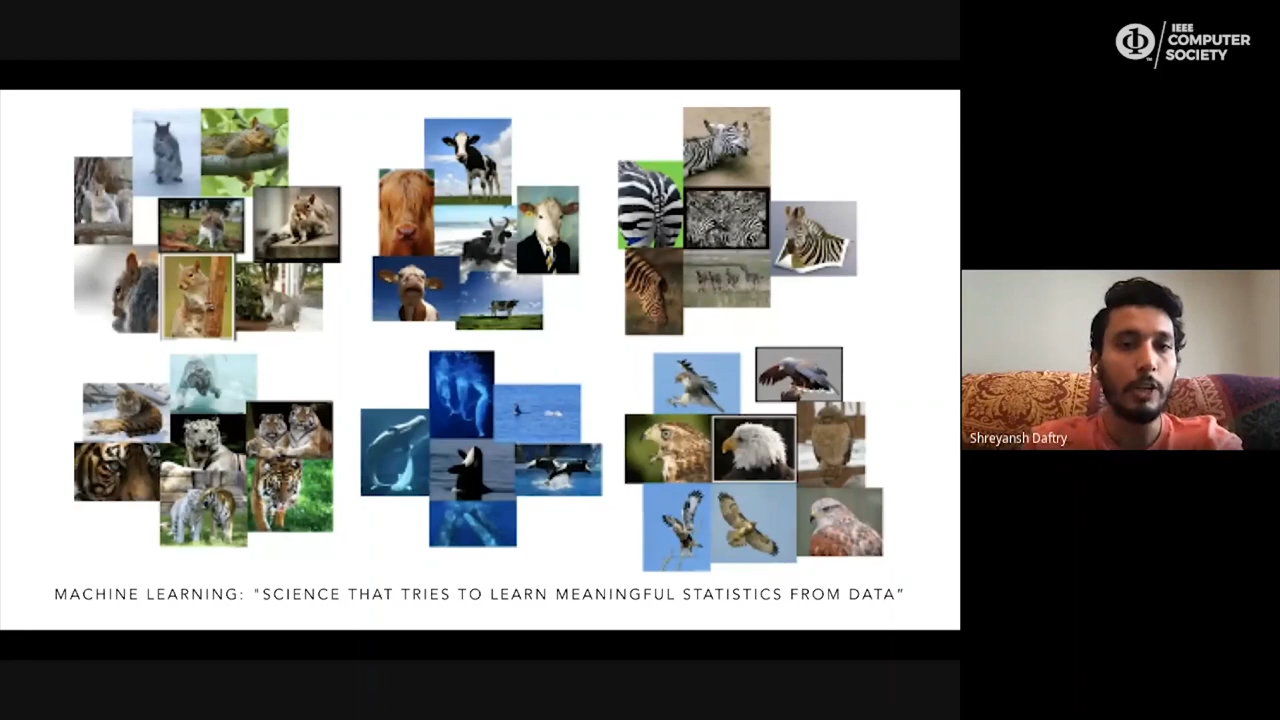 IEEE
COMPUTER
SOCIETY
Shreyansh Daftry
MACHINE LEARNING: "SCIENCE THAT TRIES TO LEARN MEANINGFUL STATISTICS FROM DATA”